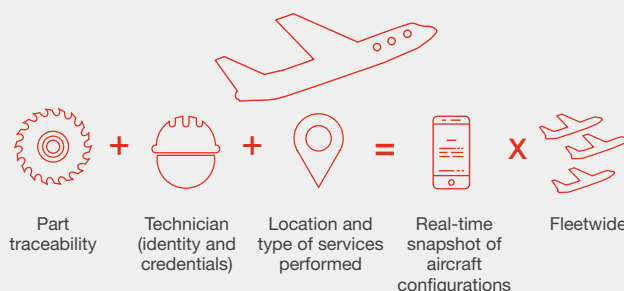 + + = x
Part
traceability
Technician
(identity and
credentials)
Location and
type of services
performed
Real-time
snapshot of
aircraft
configurations
Fleetwide